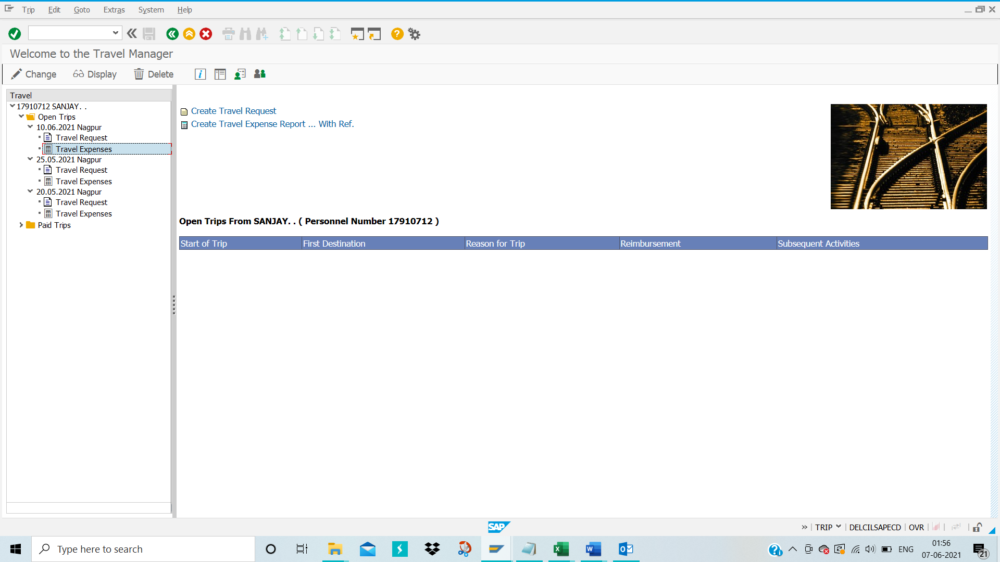 Trip Edit Goto Extras System Help
Welcome to the Travel Manager
Change Display Delete
Travel
17910712 SANJAY. .
Open Trips
10.06.2021 Nagpur
Travel Request
Travel Expenses
25.05.2021 Nagpur
Travel Request
Travel Expenses
20.05.2021 Nagpur
Travel Request
Travel Expenses
Paid Trips
Create Travel Request
Create Travel Expense Report ... With Ref.
Open Trips From SANJAY. . ( Personnel Number 17910712 )
Start of Trip First Destination Reason for Trip Reimbursement Subsequent Activities
SAP
TRIP DELCILSAPECD OVR
Type here to search
ENG
01:56
07-06-2021
21